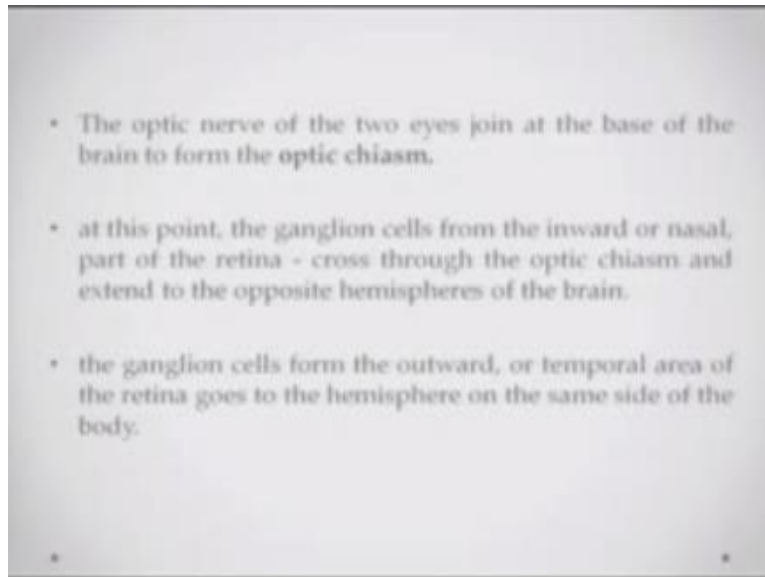 • The optic nerve of the two eyes join at the base of the
brain to form the optic chiasm.
• at this point, the ganglion cells from the inward or nasal,
part of the retina - cross through the optic chiasm and
extend to the opposite hemispheres of the brain.
• the ganglion cells form the outward, or temporal area of
the retina goes to the hemisphere on the same side of the
body.